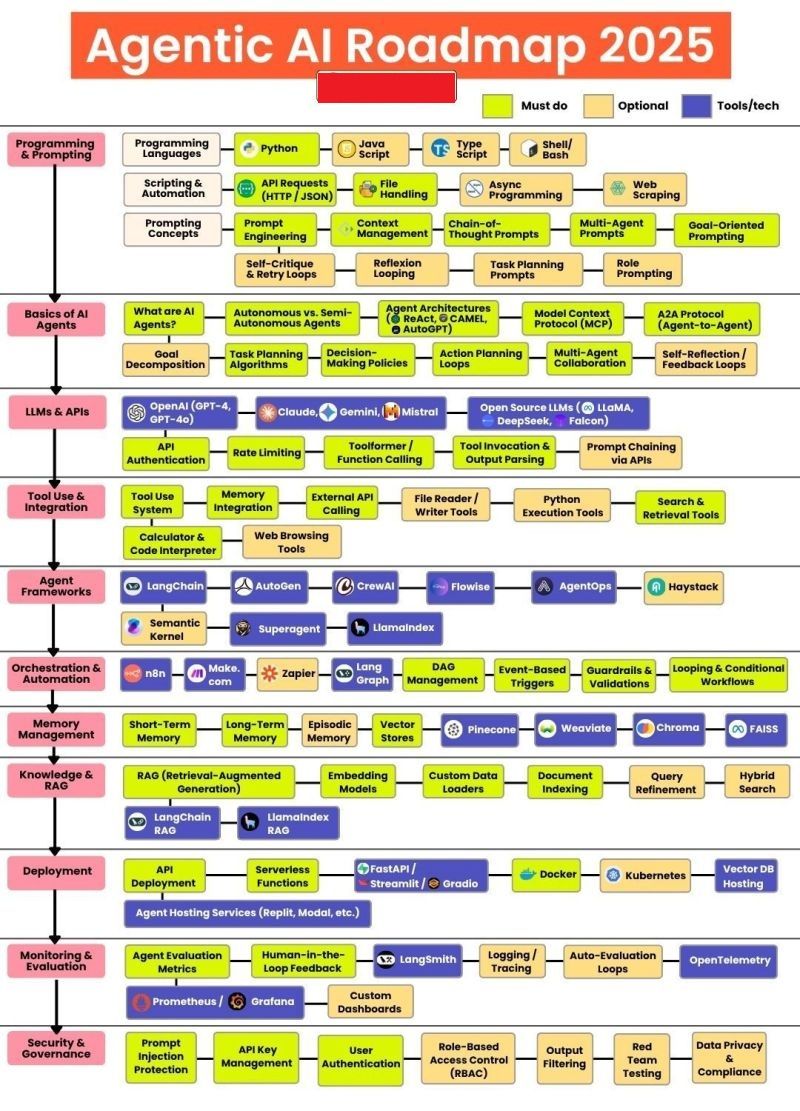 Agentic AI Roadmap 2025
Must do
Optional
Tools/tech
Programming
& Prompting
Programming
Languages
Python
Java
Script
Type
Script
Shell/
Bash
Scripting &
Automation
API Requests
(HTTP / JSON)
File
Handling
Async
Programming
Web
Scraping
Prompting
Concepts
Prompt
Engineering
Context
Management
Chain-of-
Thought Prompts
Multi-Agent
Prompts
Goal-Oriented
Prompting
Self-Critique
& Retry Loops
Reflexion
Looping
Task Planning
Prompts
Role
Prompting
Basics of AI
Agents
What are AI
Agents?
Autonomous vs. Semi-
Autonomous Agents
Agent Architectures
(ReAct, CAMEL,
AutoGPT)
Model Context
Protocol (MCP)
A2A Protocol
(Agent-to-Agent)
Goal
Decomposition
Task Planning
Algorithms
Decision-
Making Policies
Action Planning
Loops
Multi-Agent
Collaboration
Self-Reflection /
Feedback Loops
LLMs & APIs
OpenAI (GPT-4,
GPT-4o)
Claude, Gemini, Mistral
Open Source LLMs ( LLaMA,
DeepSeek, Falcon)
API
Authentication
Rate Limiting
Toolformer /
Function Calling
Tool Invocation &
Output Parsing
Prompt Chaining
via APIs
Tool Use &
Integration
Tool Use
System
Memory
Integration
External API
Calling
File Reader /
Writer Tools
Python
Execution Tools
Search &
Retrieval Tools
Calculator &
Code Interpreter
Web Browsing
Tools
Agent
Frameworks
LangChain
AutoGen
CrewAI
Flowise
AgentOps
Haystack
Semantic
Kernel
Superagent
LlamaIndex
Orchestration &
Automation
n8n
Make.
com
Zapier
Lang
Graph
DAG
Management
Event-Based
Triggers
Guardrails &
Validations
Looping & Conditional
Workflows
Memory
Management
Short-Term
Memory
Long-Term
Memory
Episodic
Memory
Vector
Stores
Pinecone
Weaviate
Chroma
FAISS
Knowledge &
RAG
RAG (Retrieval-Augmented
Generation)
Embedding
Models
Custom Data
Loaders
Document
Indexing
Query
Refinement
Hybrid
Search
LangChain
RAG
LlamaIndex
RAG
Deployment
API
Deployment
Serverless
Functions
FastAPI /
Streamlit / Gradio
Docker
Kubernetes
Vector DB
Hosting
Agent Hosting Services (Replit, Modal, etc.)
Monitoring &
Evaluation
Agent Evaluation
Metrics
Human-in-the-
Loop Feedback
LangSmith
Logging /
Tracing
Auto-Evaluation
Loops
OpenTelemetry
Prometheus / Grafana
Custom
Dashboards
Security &
Governance
Prompt
Injection
Protection
API Key
Management
User
Authentication
Role-Based
Access Control
(RBAC)
Output
Filtering
Red
Team
Testing
Data Privacy
&
Compliance